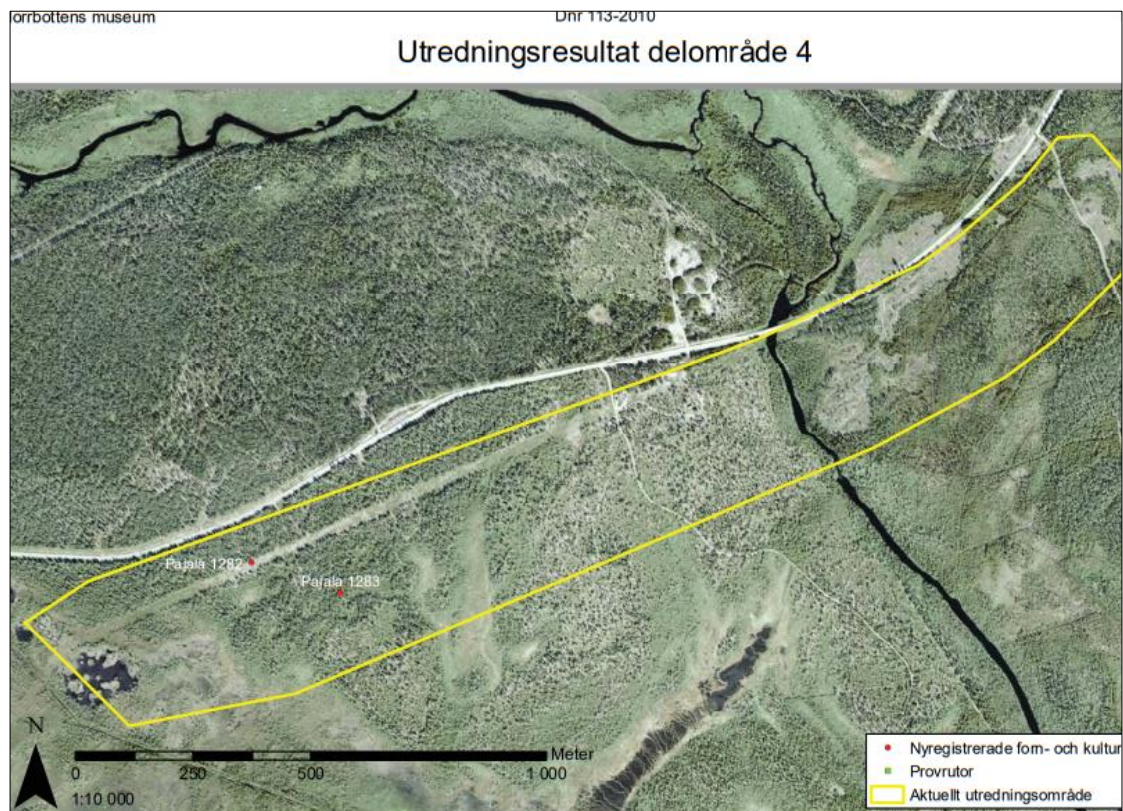 orrbottens museum
Dnr 113-2010
Utredningsresultat delområde 4
Pajala 1282
Pajala 1283
N
Meter
0 250 500 1 000
1:10 000
Nyregistrerade forn- och kultur
Provrutor
Aktuellt utredningsområde